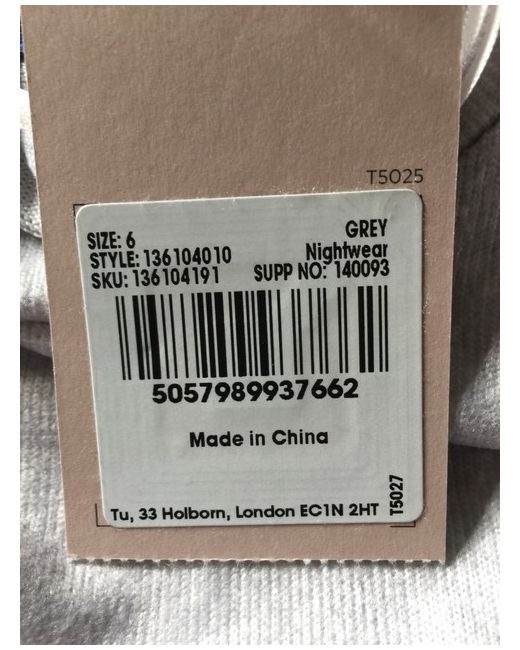 T5025
SIZE: 6 GREY
STYLE: 136104010 Nightwear
SKU: 136104191 SUPP NO: 140093
5057989937662
Made in China
Tu, 33 Holborn, London EC1N 2HT
T5027